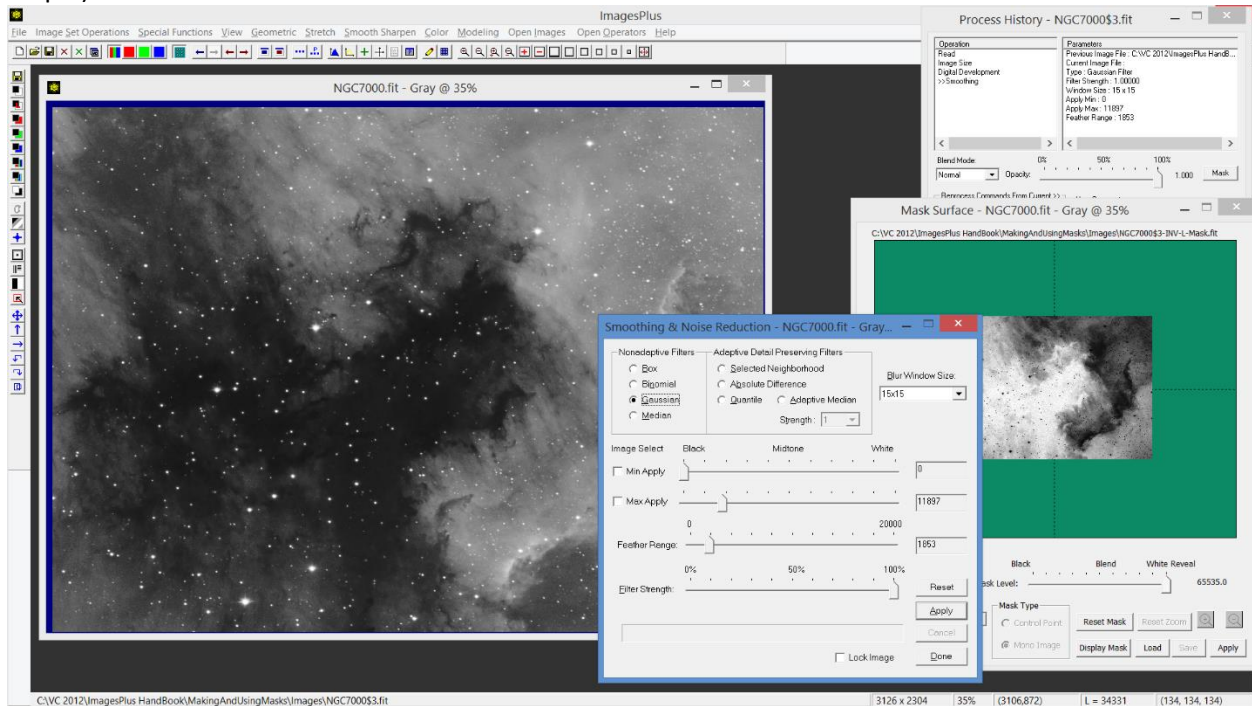 ImagesPlus
File Image Set Operations Special Functions View Geometric Stretch Smooth Sharpen Color Modeling Open Images Open Operators Help
NGC7000.fit - Gray @ 35%
Process History - NGC7000$3.fit
Operation
Read
Image Size
Digital Development
>>Smoothing
Parameters
Previous Image File : C:\VC 2012\ImagesPlus HandB...
Current Image File :
Type : Gaussian Filter
Filter Strength : 1.00000
Window Size : 15 x 15
Apply Min : 0
Apply Max : 11897
Feather Range : 1853
Blend Mode
0% 50% 100%
Normal Opacity: 1.000 Mask
Reprocess Commands From Current >>
Mask Surface - NGC7000.fit - Gray @ 35%
C:\VC 2012\ImagesPlus HandBook\MakingAndUsingMasks\Images\NGC7000$3-INV-L-Mask.fit
Smoothing & Noise Reduction - NGC7000.fit - Gray...
Nonadaptive Filters
Box
Binomiel
Gaussian
Median
Adaptive Detail Preserving Filters
Selected Neighborhood
Absolute Difference
Quantile Adaptive Median
Strength : 1
Blur Window Size:
15x15
Image Select Black Midtone White
Min Apply 0
Max Apply 11897
0 20000
Feather Range: 1853
0% 50% 100%
Filter Strength:
Reset
Apply
Cancel
Lock Image Done
Black Blend White Reveal
ask Level: 65535.0
Mask Type
Control Point
Mono Image
Reset Mask Reset Zoom
Display Mask Load Save Apply
C:\VC 2012\ImagesPlus HandBook\MakingAndUsingMasks\Images\NGC7000$3.fit
3126 x 2304 35% (3106,872) L = 34331 (134, 134, 134)